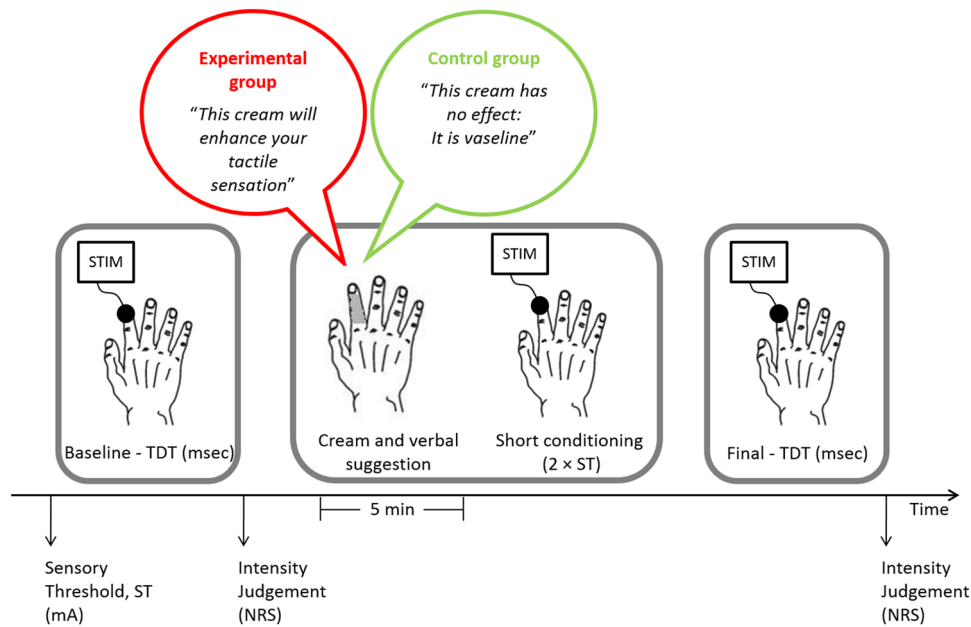 Experimental
group
“This cream will
enhance your
tactile
sensation”
Control group
“This cream has
no effect:
It is vaseline”
STIM
Baseline - TDT (msec)
Cream and verbal
suggestion
STIM
Short conditioning
(2 × ST)
STIM
Final - TDT (msec)
5 min
Time
Sensory
Threshold, ST
(mA)
Intensity
Judgement
(NRS)
Intensity
Judgement
(NRS)